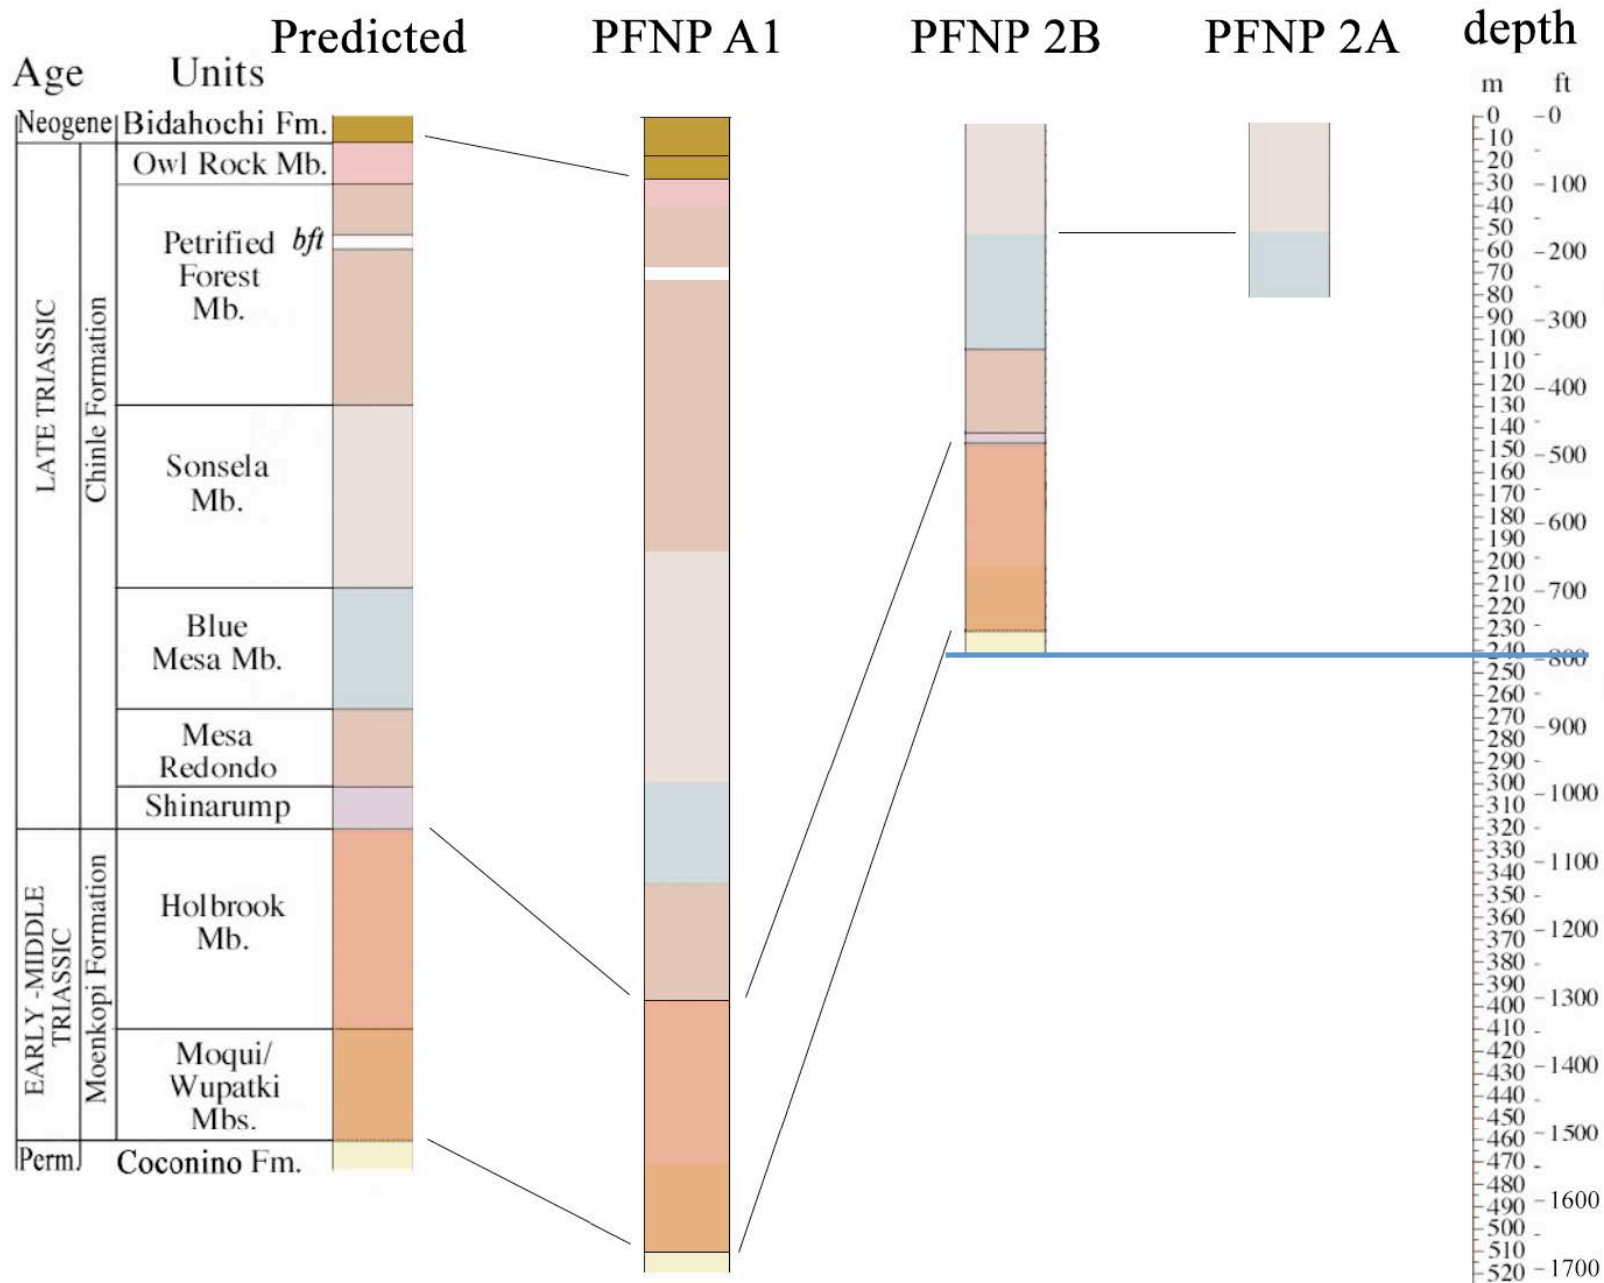 Predicted PFNP A1 PFNP 2B PFNP 2A depth
Age Units
m ft
Neogene Bidahochi Fm.
Owl Rock Mb.
Petrified bft
Forest
Mb.
LATE TRIASSIC
Chinle Formation
Sonsela
Mb.
Blue
Mesa Mb.
Mesa
Redondo
Shinarump
EARLY -MIDDLE
TRIASSIC
Moenkopi Formation
Holbrook
Mb.
Moqui/
Wupatki
Mbs.
Perm. Coconino Fm.
0
10
20
30
40
50
60
70
80
90
100
110
120
130
140
150
160
170
180
190
200
210
220
230
240
250
260
270
280
290
300
310
320
330
340
350
360
370
380
390
400
410
420
430
440
450
460
470
480
490
500
510
520
0
100
200
300
400
500
600
700
800
900
1000
1100
1200
1300
1400
1500
1600
1700